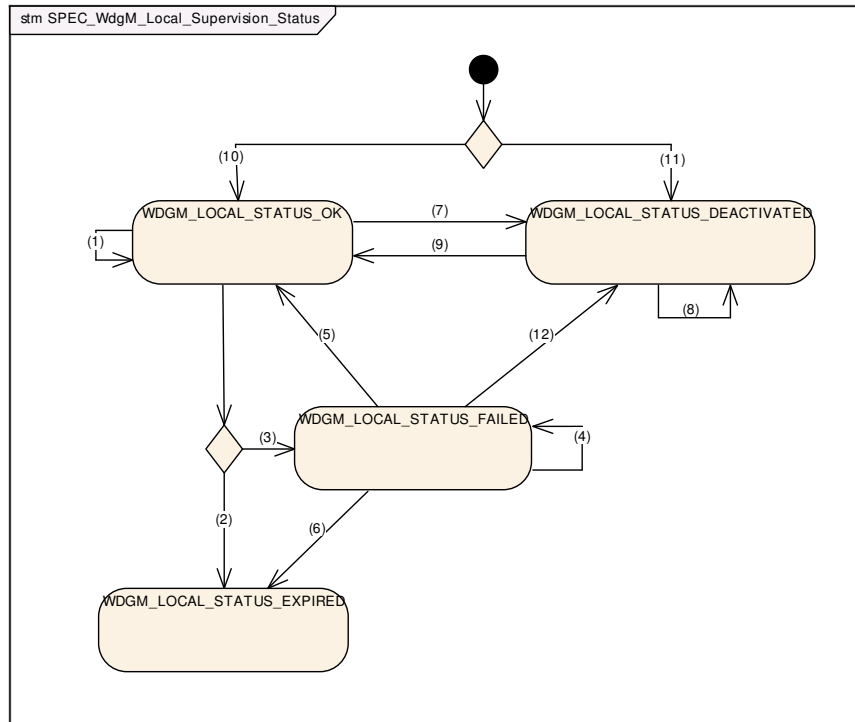 stm SPEC_WdgM_Local_Supervision_Status
(10)
(11)
WDGM_LOCAL_STATUS_OK
(7)
WDGM_LOCAL_STATUS_DEACTIVATED
(1)
(9)
(8)
(5)
(12)
WDGM_LOCAL_STATUS_FAILED
(3)
(4)
(2)
(6)
WDGM_LOCAL_STATUS_EXPIRED